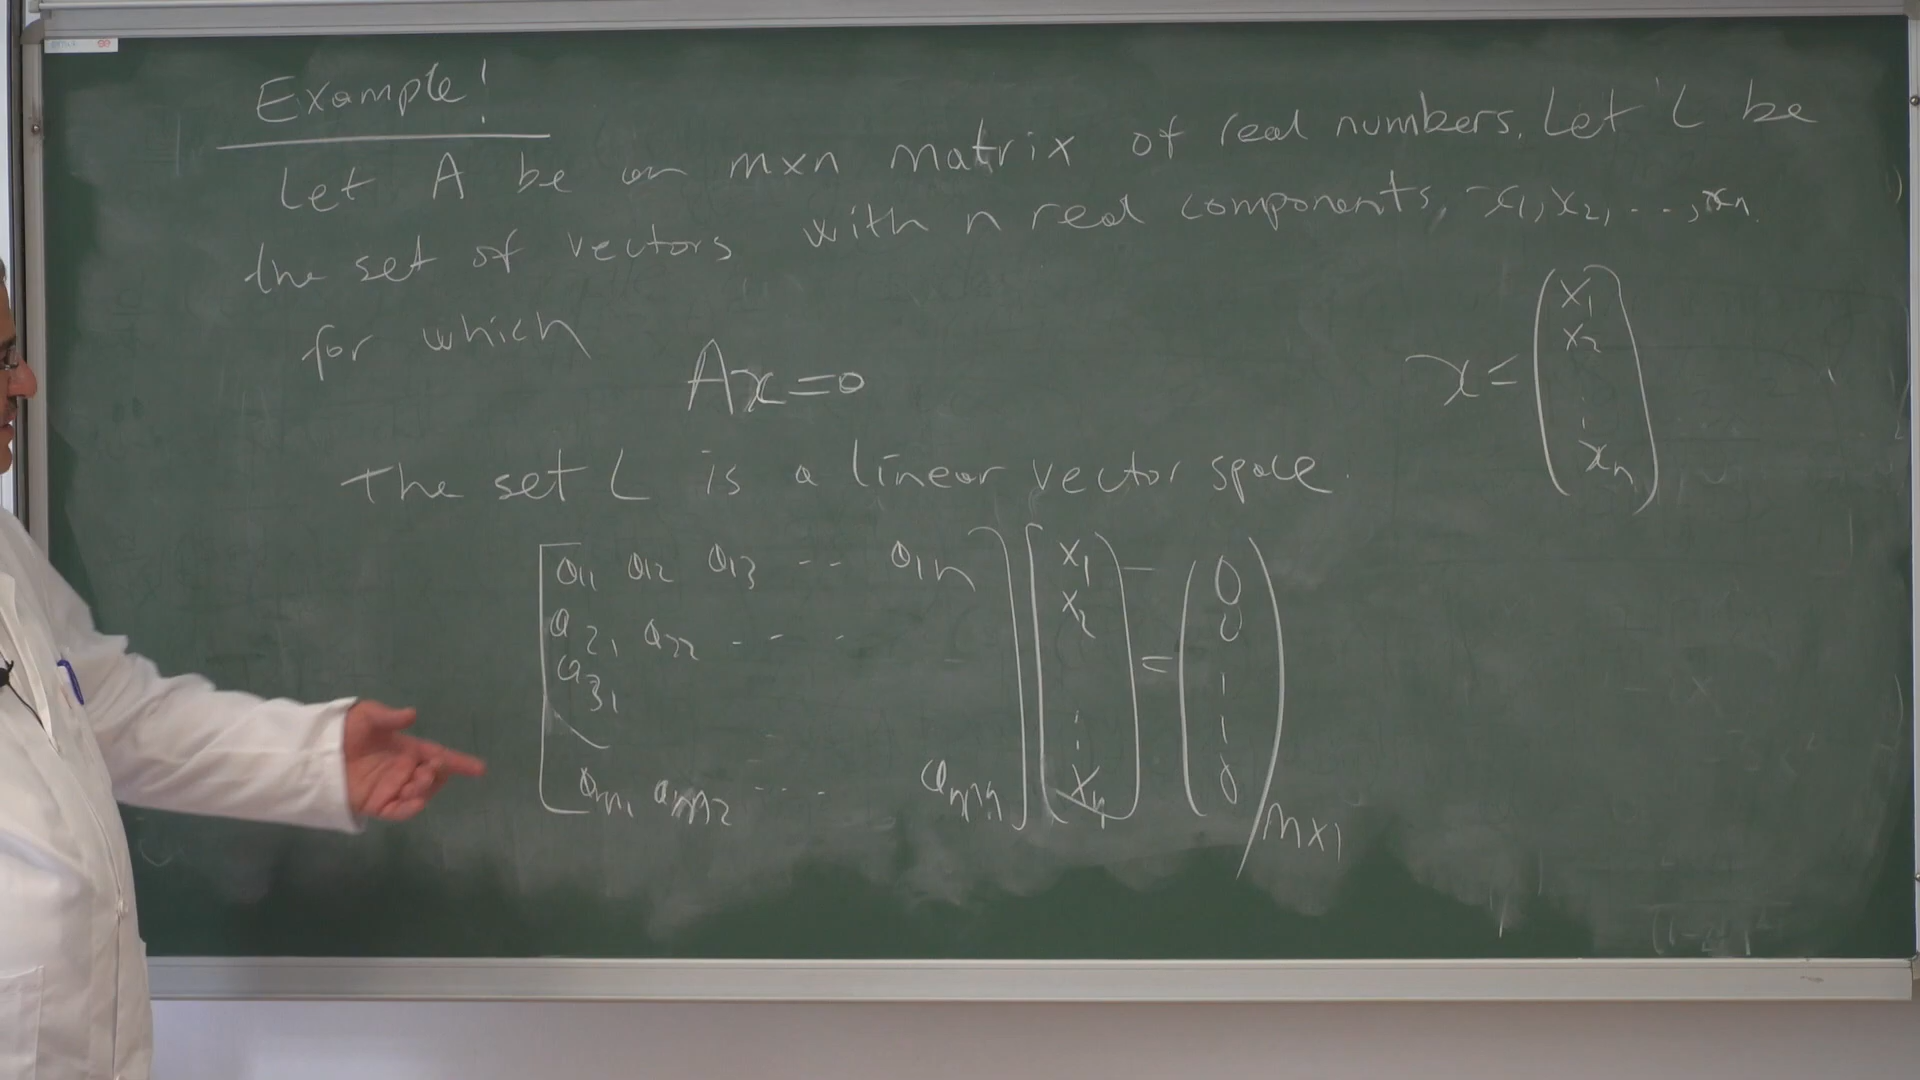 Example!
Let A be an mxn matrix of real numbers. Let L be
the set of vectors with n real components, x1, x2, ..., xn.
for which
Ax=0
x = (x1 x2 ⋮ xn)
The set L is a linear vector space.
[a11 a12 a13 -- a1n] [x1] = (0)
a21 a22 --- x2 0
a31
am1 am2 ... amn xn 0
mx1